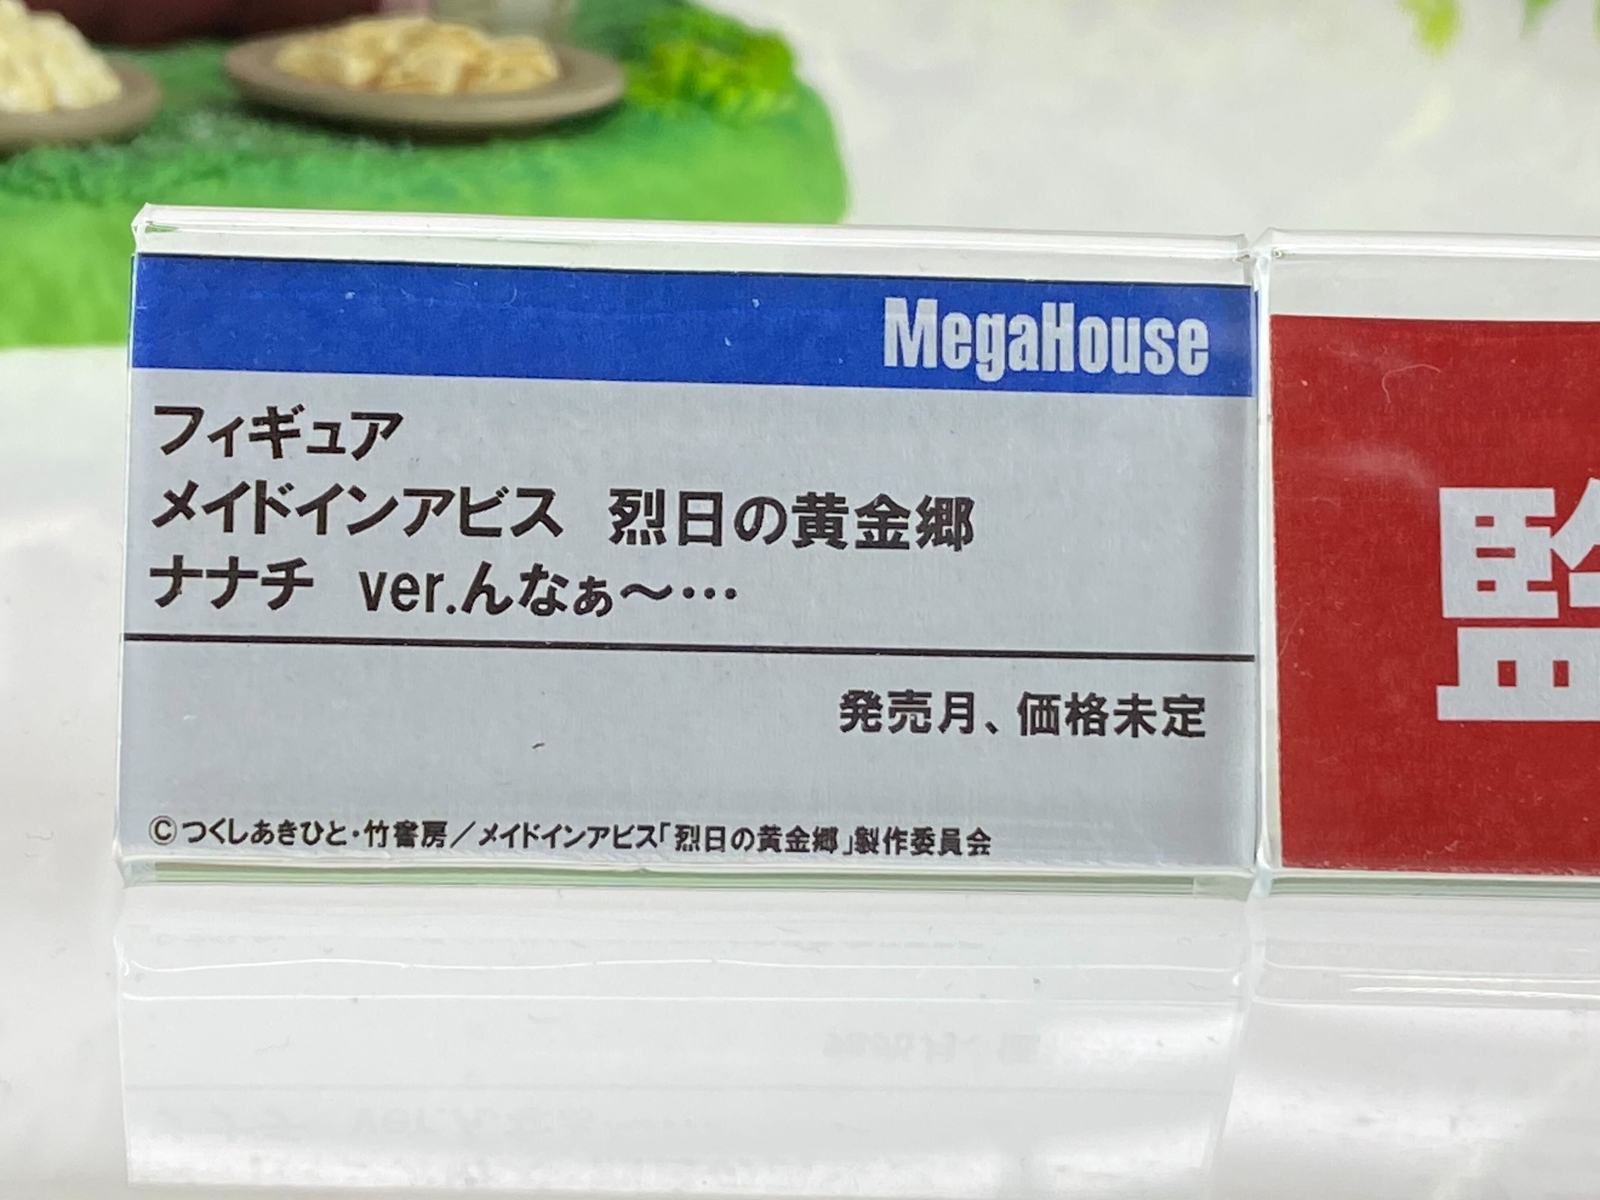 MegaHouse
フィギュア
メイドインアビス 烈日の黄金郷
ナナチ ver.んなぁ～…
発売月、価格未定
©つくしあきひと・竹書房／メイドインアビス「烈日の黄金郷」製作委員会
監